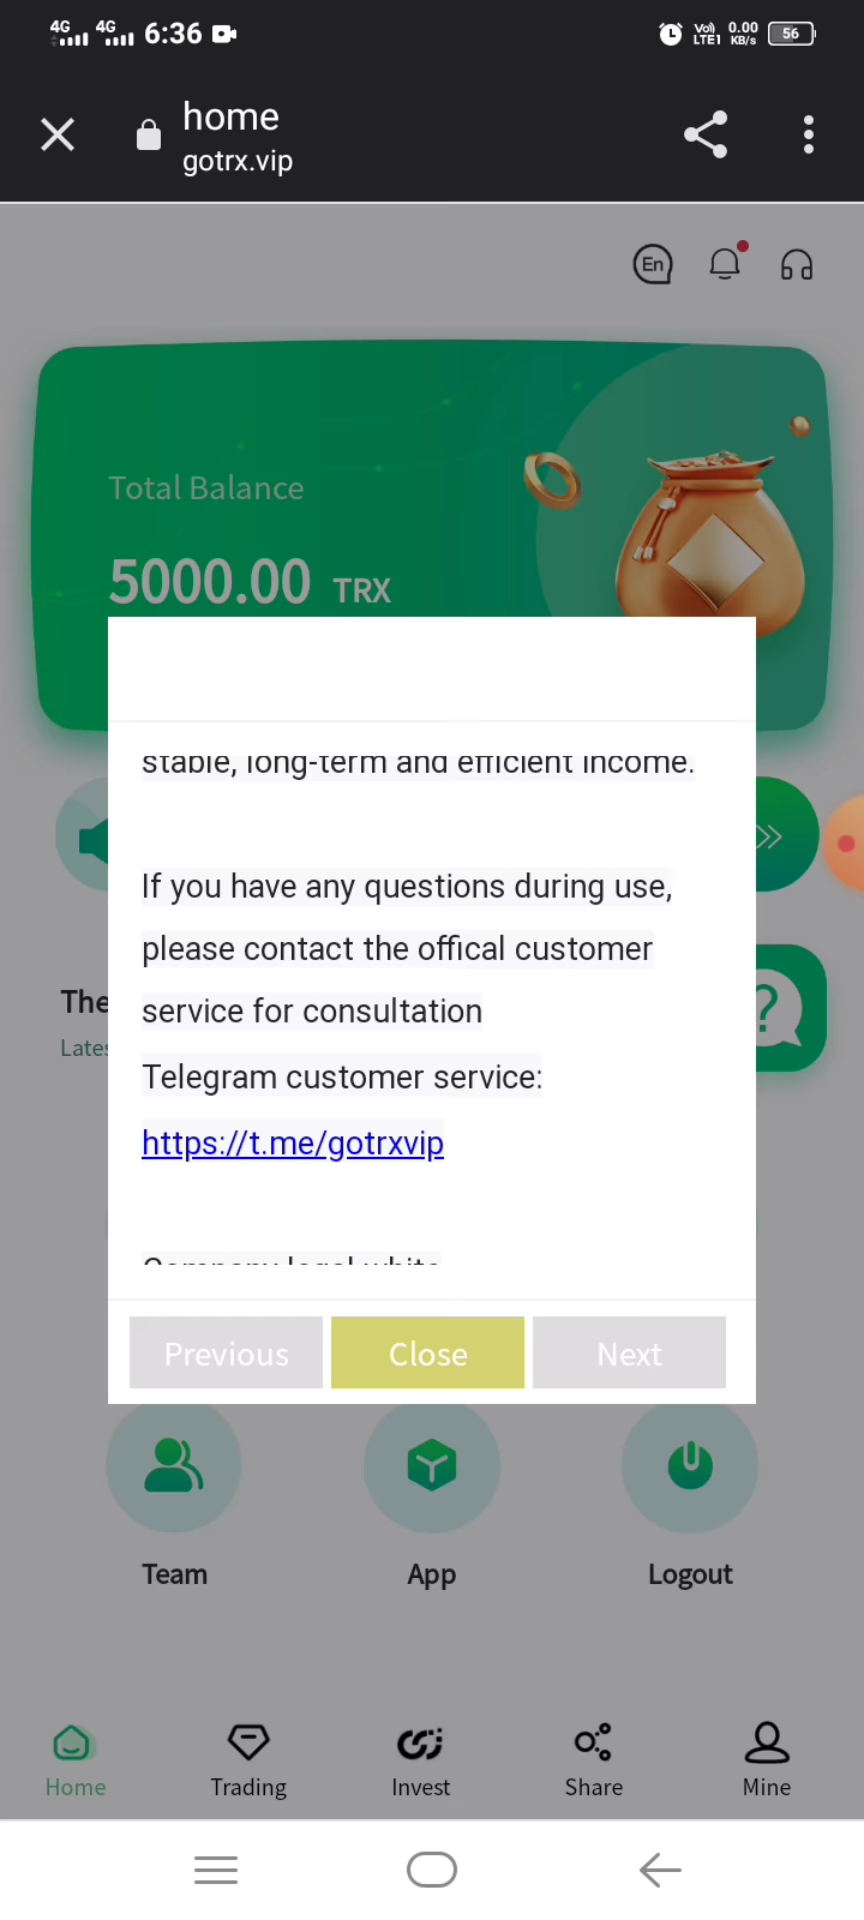 4G 4G 6:36 Vo) LTE1 0.00 KB/s 56
home
gotrx.vip
En
Total Balance
5000.00 TRX
stable, long-term and efficient income.
If you have any questions during use,
please contact the offical customer
service for consultation
Telegram customer service:
https://t.me/gotrxvip
Company legal white
The
Lates
?
Previous Close Next
Team App Logout
Home Trading Invest Share Mine